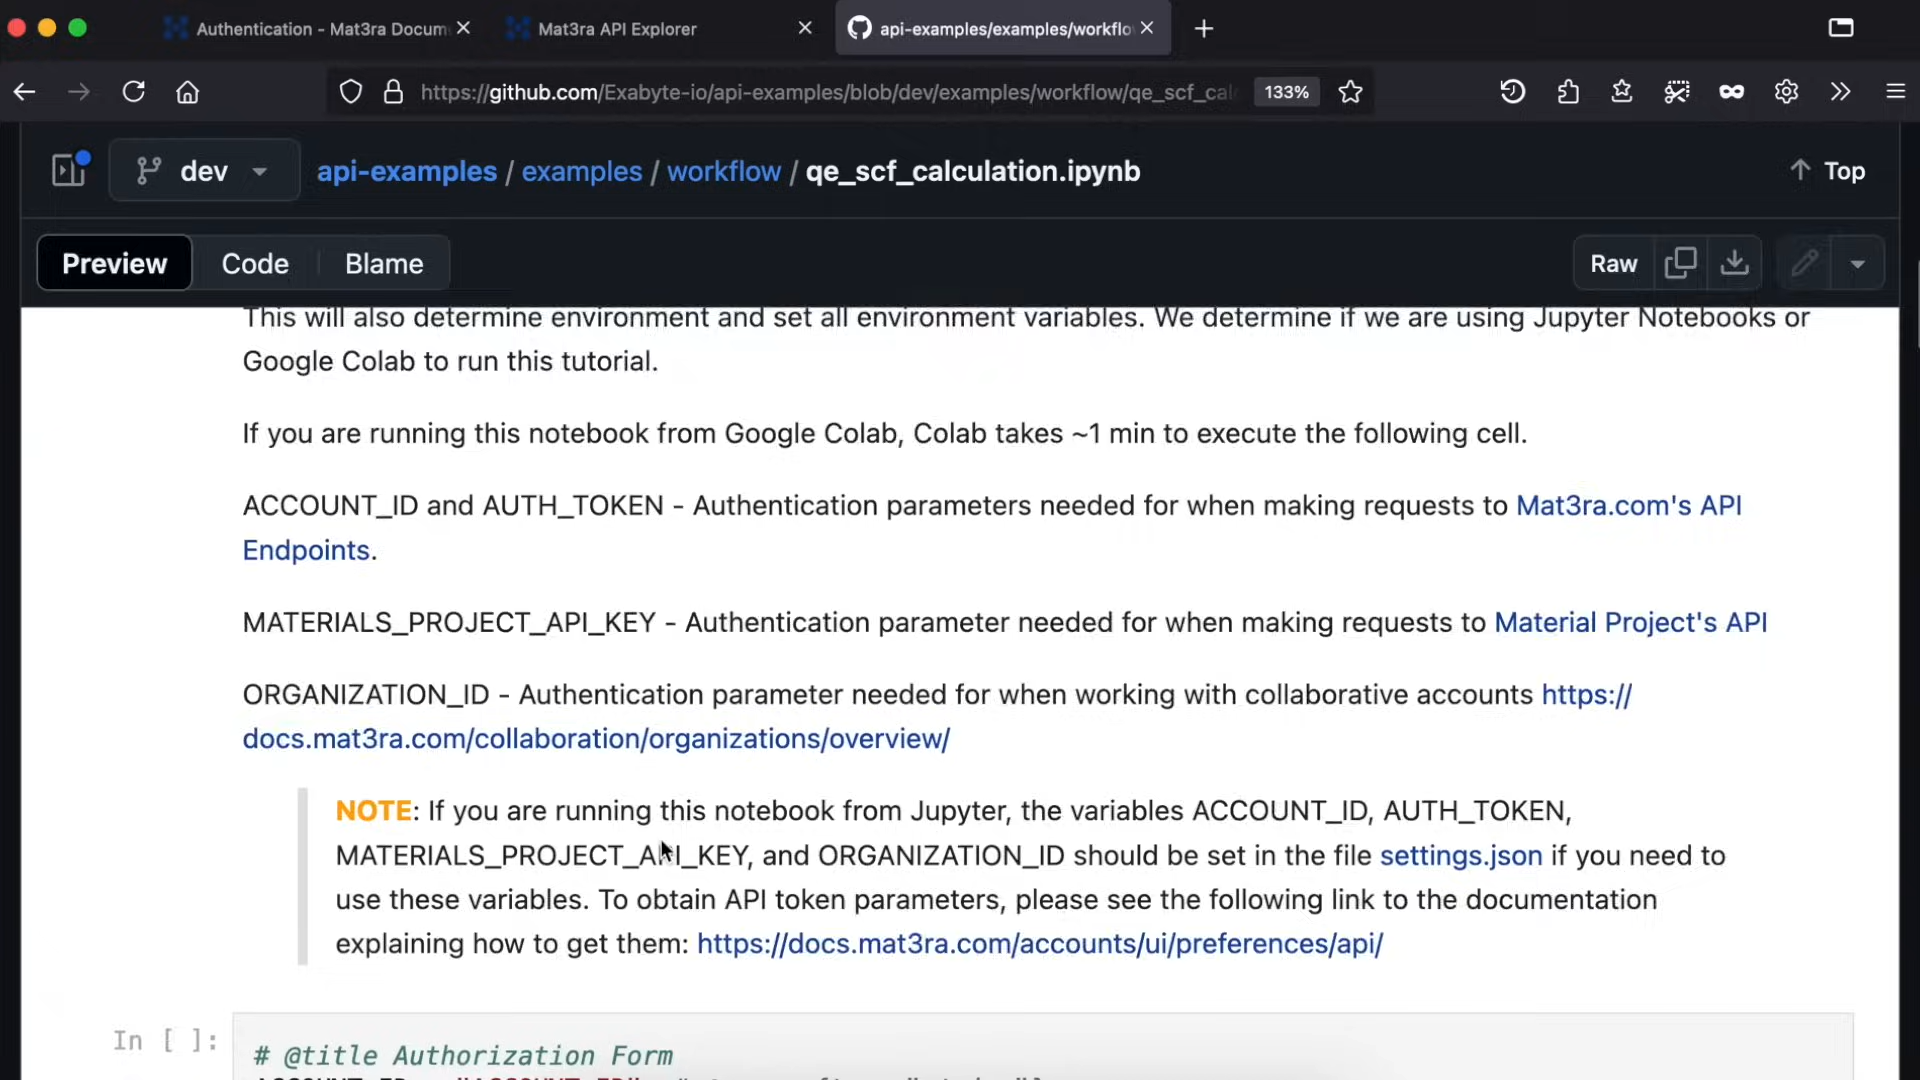 Authentication - Mat3ra Docum
Mat3ra API Explorer
api-examples/examples/workflo
https://github.com/Exabyte-io/api-examples/blob/dev/examples/workflow/qe_scf_cal
133%
dev
api-examples / examples / workflow / qe_scf_calculation.ipynb
Top
Preview
Code
Blame
Raw
This will also determine environment and set all environment variables. We determine if we are using Jupyter Notebooks or
Google Colab to run this tutorial.
If you are running this notebook from Google Colab, Colab takes ~1 min to execute the following cell.
ACCOUNT_ID and AUTH_TOKEN - Authentication parameters needed for when making requests to Mat3ra.com's API
Endpoints.
MATERIALS_PROJECT_API_KEY - Authentication parameter needed for when making requests to Material Project's API
ORGANIZATION_ID - Authentication parameter needed for when working with collaborative accounts https://
docs.mat3ra.com/collaboration/organizations/overview/
NOTE: If you are running this notebook from Jupyter, the variables ACCOUNT_ID, AUTH_TOKEN,
MATERIALS_PROJECT_API_KEY, and ORGANIZATION_ID should be set in the file settings.json if you need to
use these variables. To obtain API token parameters, please see the following link to the documentation
explaining how to get them: https://docs.mat3ra.com/accounts/ui/preferences/api/
In [ ]:
# @title Authorization Form